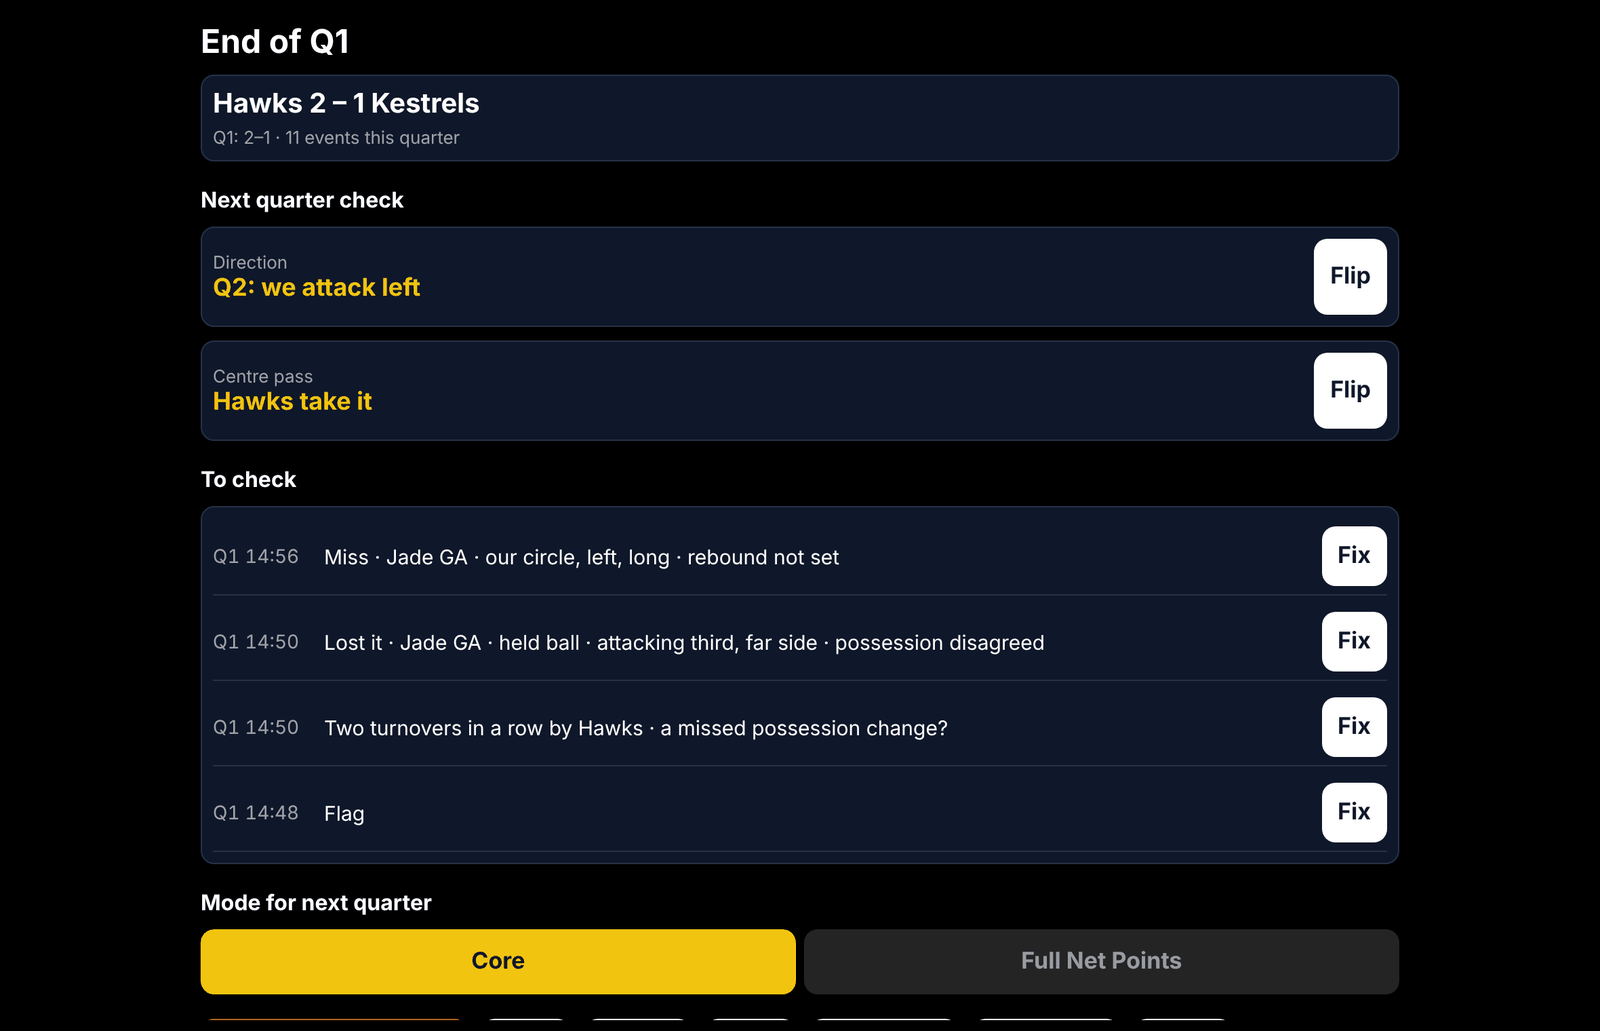 End of Q1
Hawks 2 – 1 Kestrels
Q1: 2–1 · 11 events this quarter
Next quarter check
Direction
Q2: we attack left
Flip
Centre pass
Hawks take it
Flip
To check
Q1 14:56 Miss · Jade GA · our circle, left, long · rebound not set Fix
Q1 14:50 Lost it · Jade GA · held ball · attacking third, far side · possession disagreed Fix
Q1 14:50 Two turnovers in a row by Hawks · a missed possession change? Fix
Q1 14:48 Flag Fix
Mode for next quarter
Core Full Net Points